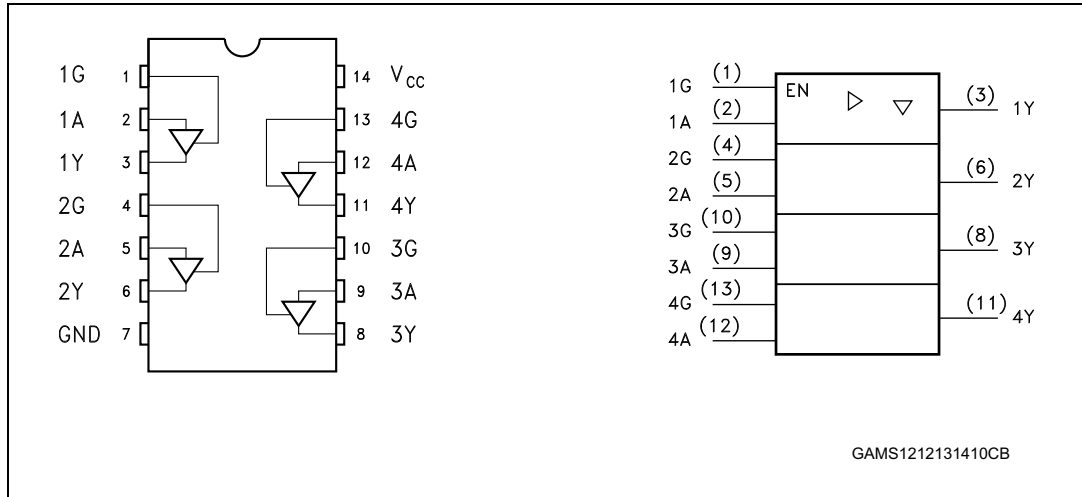 1G 1 14 VCC
1A 2 13 4G
1Y 3 12 4A
2G 4 11 4Y
2A 5 10 3G
2Y 6 9 3A
GND 7 8 3Y
1G (1) EN (3) 1Y
1A (2)
2G (4) (6) 2Y
2A (5)
3G (10) (8) 3Y
3A (9)
4G (13) (11) 4Y
4A (12)
GAMS1212131410CB